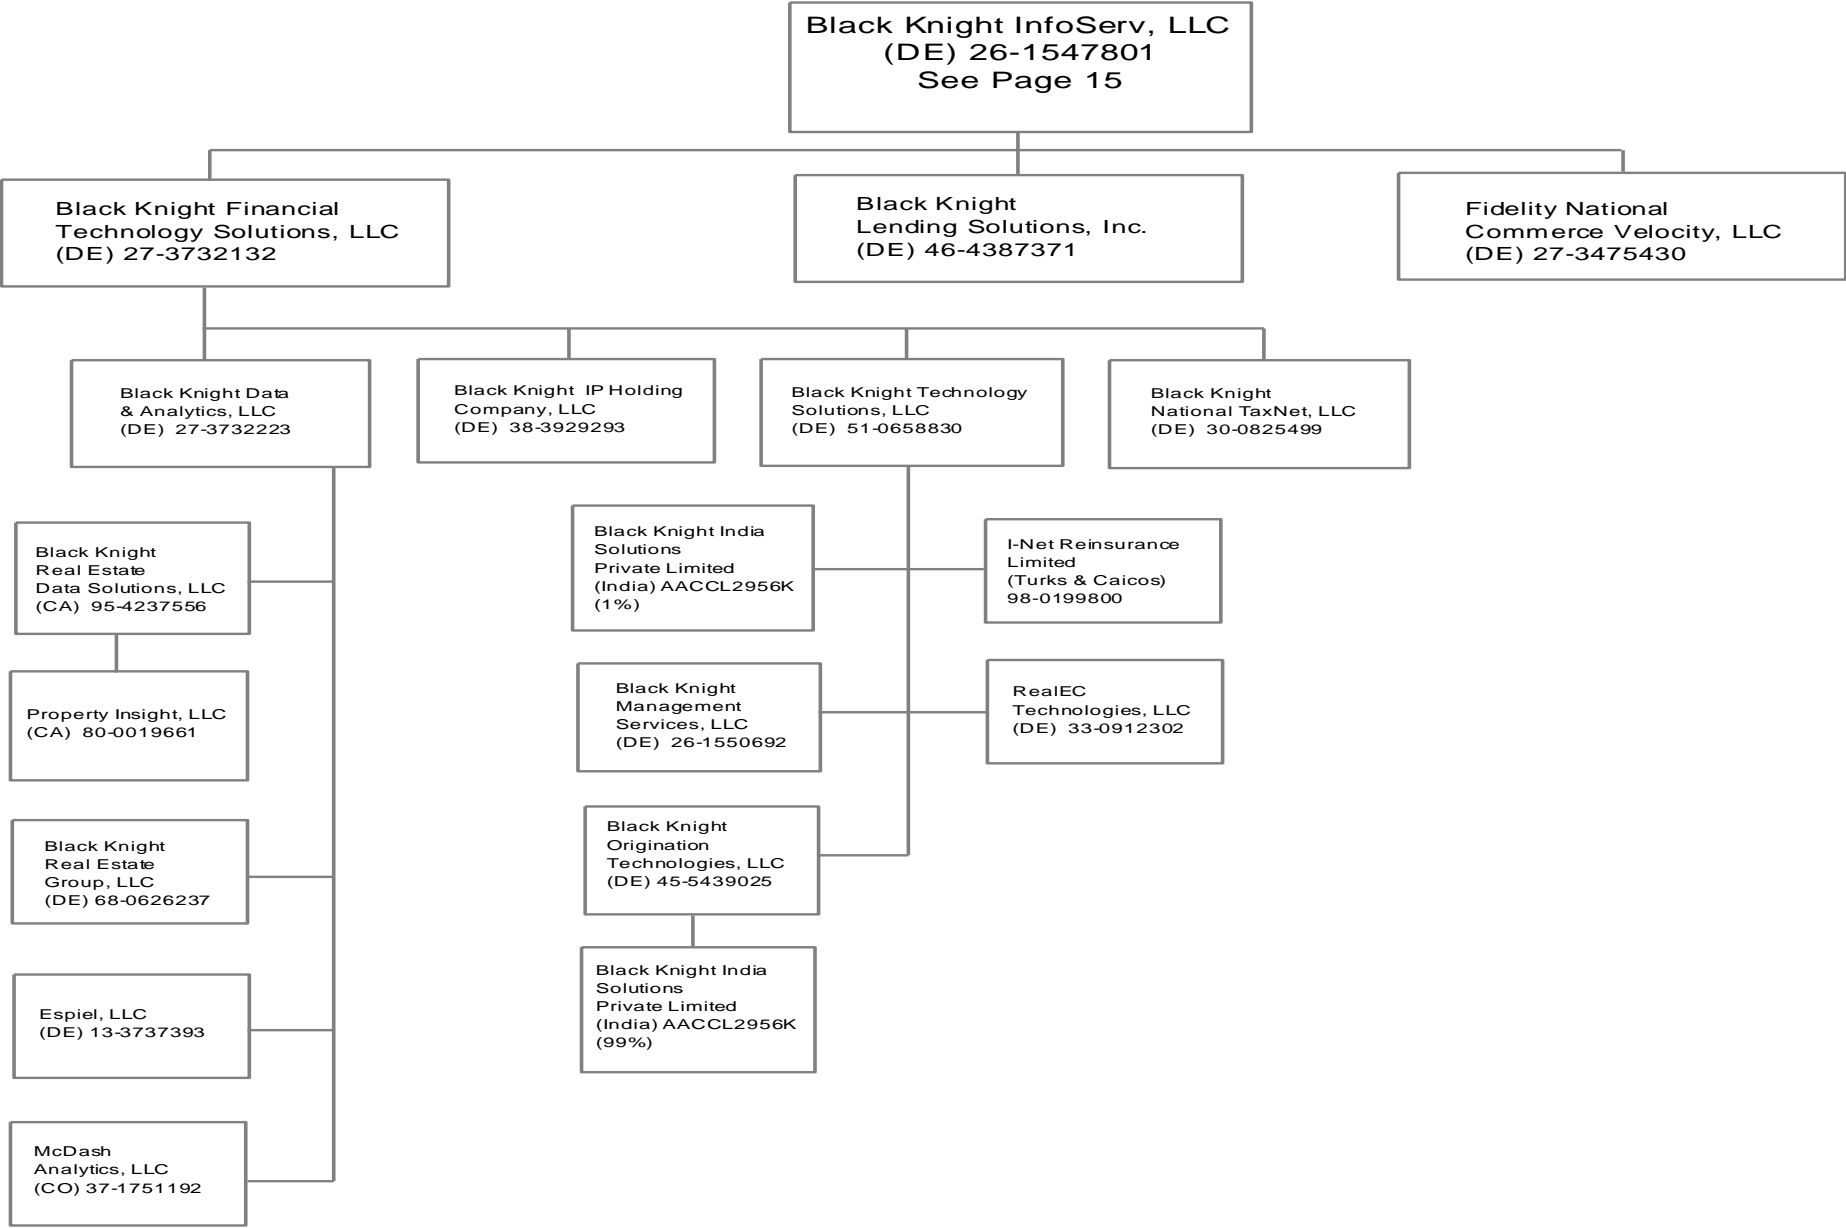 Black Knight InfoServ, LLC
(DE) 26-1547801
See Page 15
Black Knight Financial
Technology Solutions, LLC
(DE) 27-3732132
Black Knight
Lending Solutions, Inc.
(DE) 46-4387371
Fidelity National
Commerce Velocity, LLC
(DE) 27-3475430
Black Knight Data
& Analytics, LLC
(DE) 27-3732223
Black Knight IP Holding
Company, LLC
(DE) 38-3929293
Black Knight Technology
Solutions, LLC
(DE) 51-0658830
Black Knight
National TaxNet, LLC
(DE) 30-0825499
Black Knight
Real Estate
Data Solutions, LLC
(CA) 95-4237556
Property Insight, LLC
(CA) 80-0019661
Black Knight
Real Estate
Group, LLC
(DE) 68-0626237
Espiel, LLC
(DE) 13-3737393
McDash
Analytics, LLC
(CO) 37-1751192
Black Knight India
Solutions
Private Limited
(India) AACCL2956K
(1%)
I-Net Reinsurance
Limited
(Turks & Caicos)
98-0199800
Black Knight
Management
Services, LLC
(DE) 26-1550692
RealEC
Technologies, LLC
(DE) 33-0912302
Black Knight
Origination
Technologies, LLC
(DE) 45-5439025
Black Knight India
Solutions
Private Limited
(India) AACCL2956K
(99%)